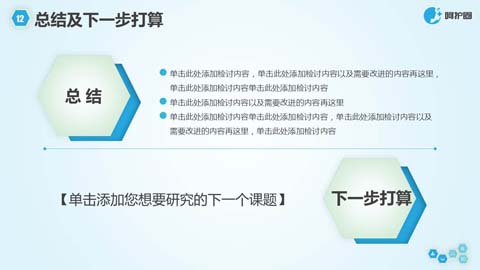 12 总结及下一步打算
呵护圈
总 结
单击此处添加检讨内容，单击此处添加检讨内容以及需要改进的内容再这里，
单击此处添加检讨内容单击此处添加检讨内容
单击此处添加检讨内容以及需要改进的内容再这里
单击此处添加检讨内容单击此处添加检讨内容，单击此处添加检讨内容以及
需要改进的内容再这里，单击此处添加检讨内容
【单击添加您想要研究的下一个课题】
下一步打算